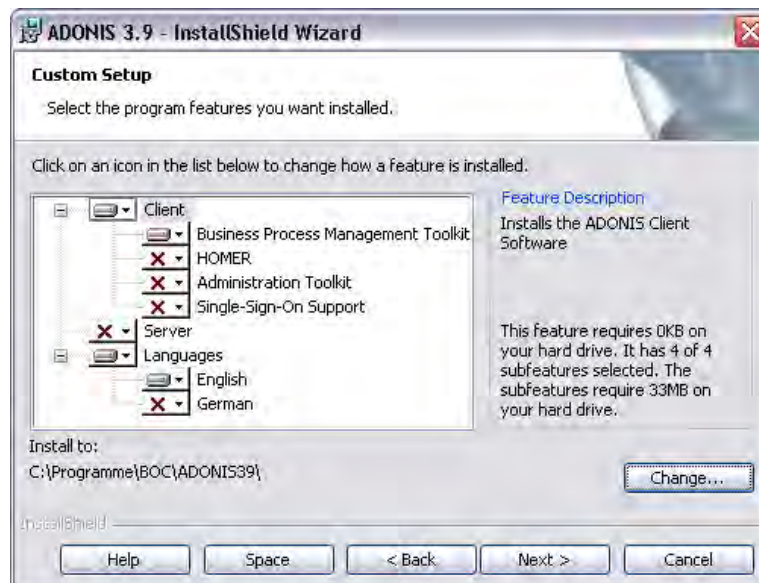 ADONIS 3.9 - InstallShield Wizard
Custom Setup
Select the program features you want installed.
Click on an icon in the list below to change how a feature is installed.
Client
Business Process Management Toolkit
HOMER
Administration Toolkit
Single-Sign-On Support
Server
Languages
English
German
Feature Description
Installs the ADONIS Client
Software
This feature requires 0KB on
your hard drive. It has 4 of 4
subfeatures selected. The
subfeatures require 33MB on
your hard drive.
Install to:
C:\Programme\BOC\ADONIS39\
Change...
InstallShield
Help
Space
< Back
Next >
Cancel